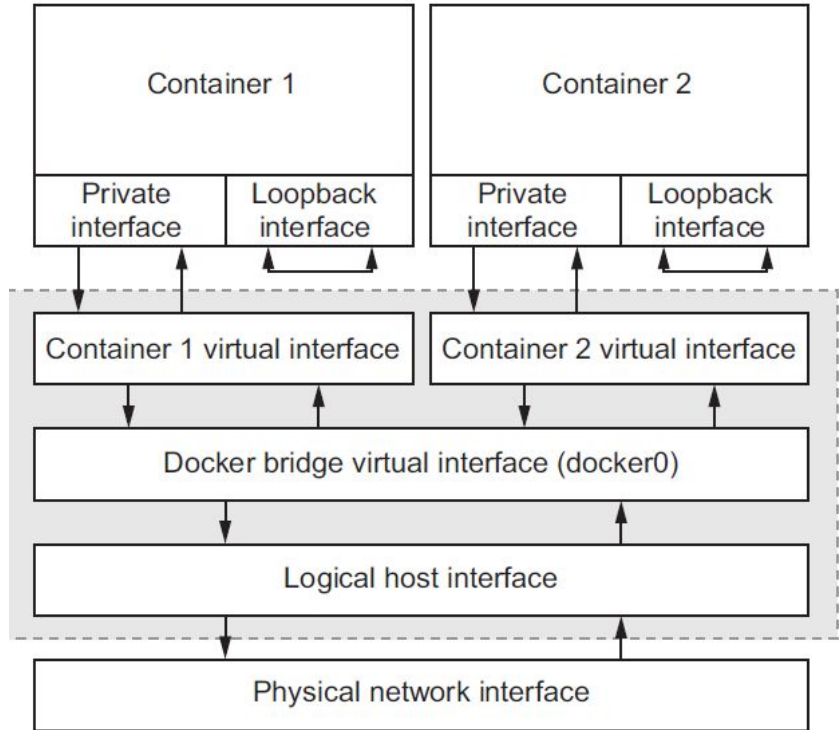 Container 1
Container 2
Private
interface
Loopback
interface
Private
interface
Loopback
interface
Container 1 virtual interface
Container 2 virtual interface
Docker bridge virtual interface (docker0)
Logical host interface
Physical network interface